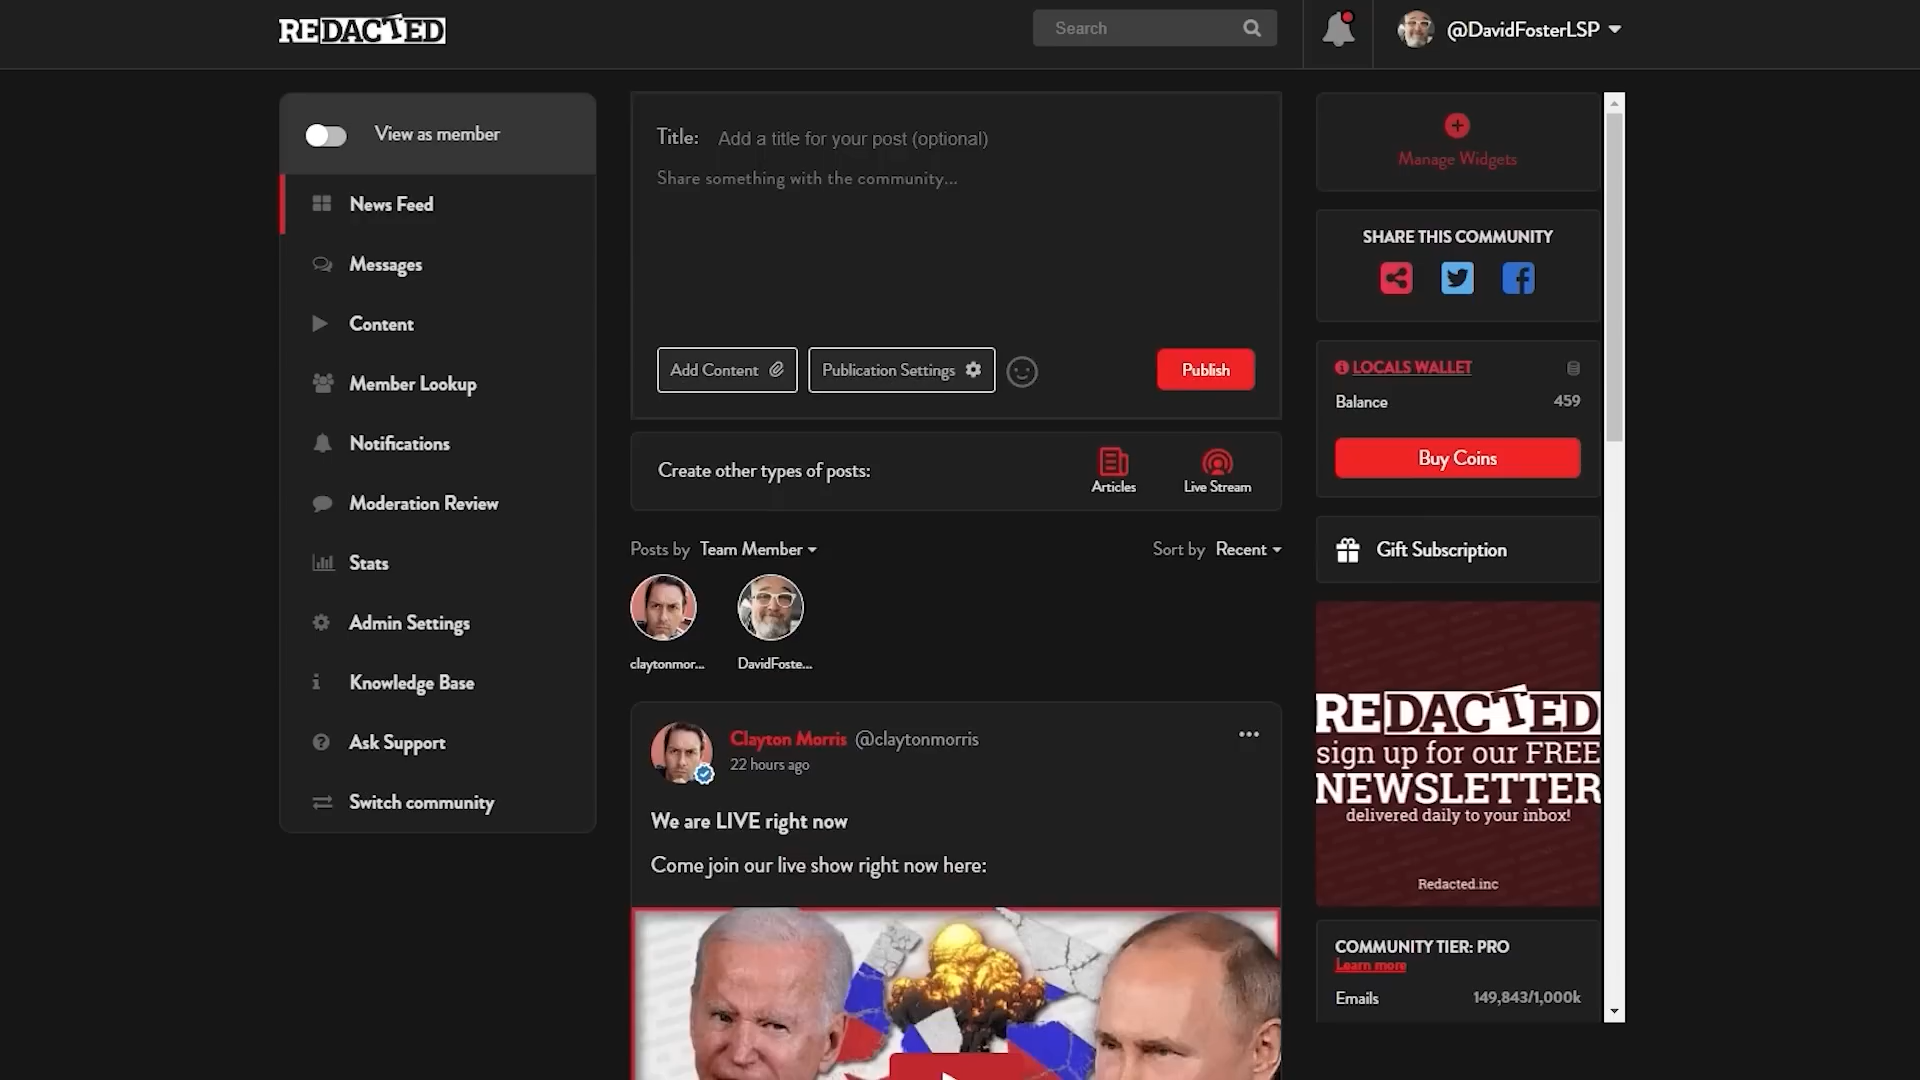 REDACTED
Search
@DavidFosterLSP
View as member
News Feed
Messages
Content
Member Lookup
Notifications
Moderation Review
Stats
Admin Settings
Knowledge Base
Ask Support
Switch community
Title: Add a title for your post (optional)
Share something with the community...
Add Content
Publication Settings
Publish
Create other types of posts:
Articles
Live Stream
Posts by Team Member
Sort by Recent
claytonmor...
DavidFoste...
Clayton Morris @claytonmorris
22 hours ago
We are LIVE right now
Come join our live show right now here:
Manage Widgets
SHARE THIS COMMUNITY
LOCALS WALLET
Balance 459
Buy Coins
Gift Subscription
REDACTED
sign up for our FREE
NEWSLETTER
delivered daily to your inbox!
Redacted.inc
COMMUNITY TIER: PRO
Learn more
Emails 149,843/1,000k